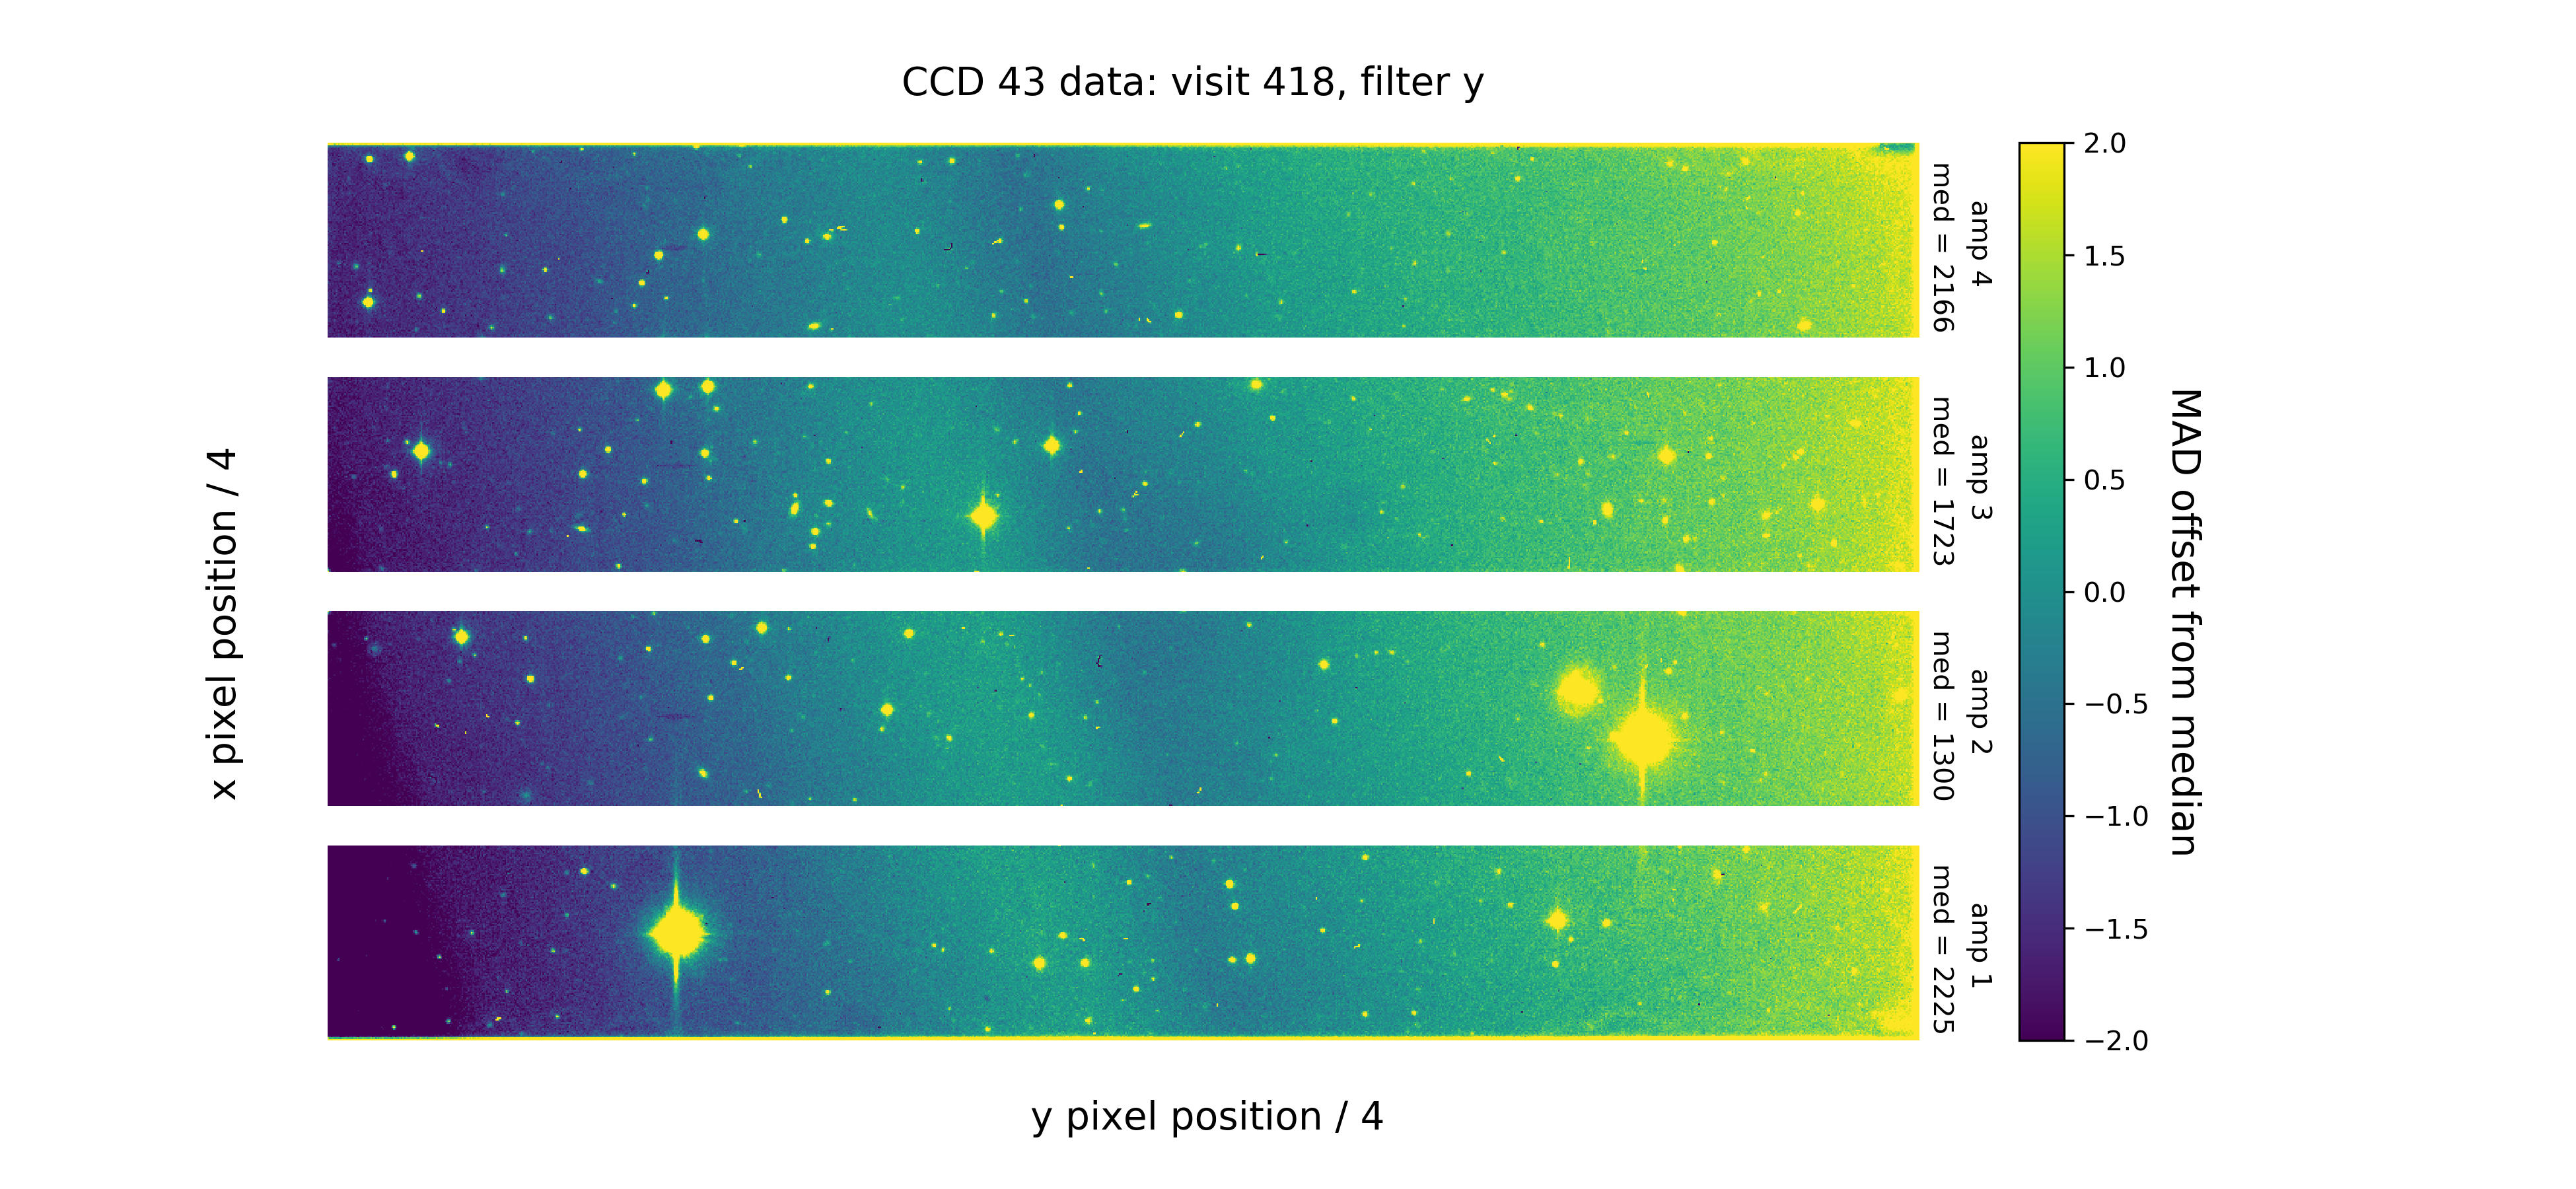 CCD 43 data: visit 418, filter y
x pixel position / 4
amp 4
med = 2166
amp 3
med = 1723
amp 2
med = 1300
amp 1
med = 2225
y pixel position / 4
2.0
1.5
1.0
0.5
0.0
−0.5
−1.0
−1.5
−2.0
MAD offset from median